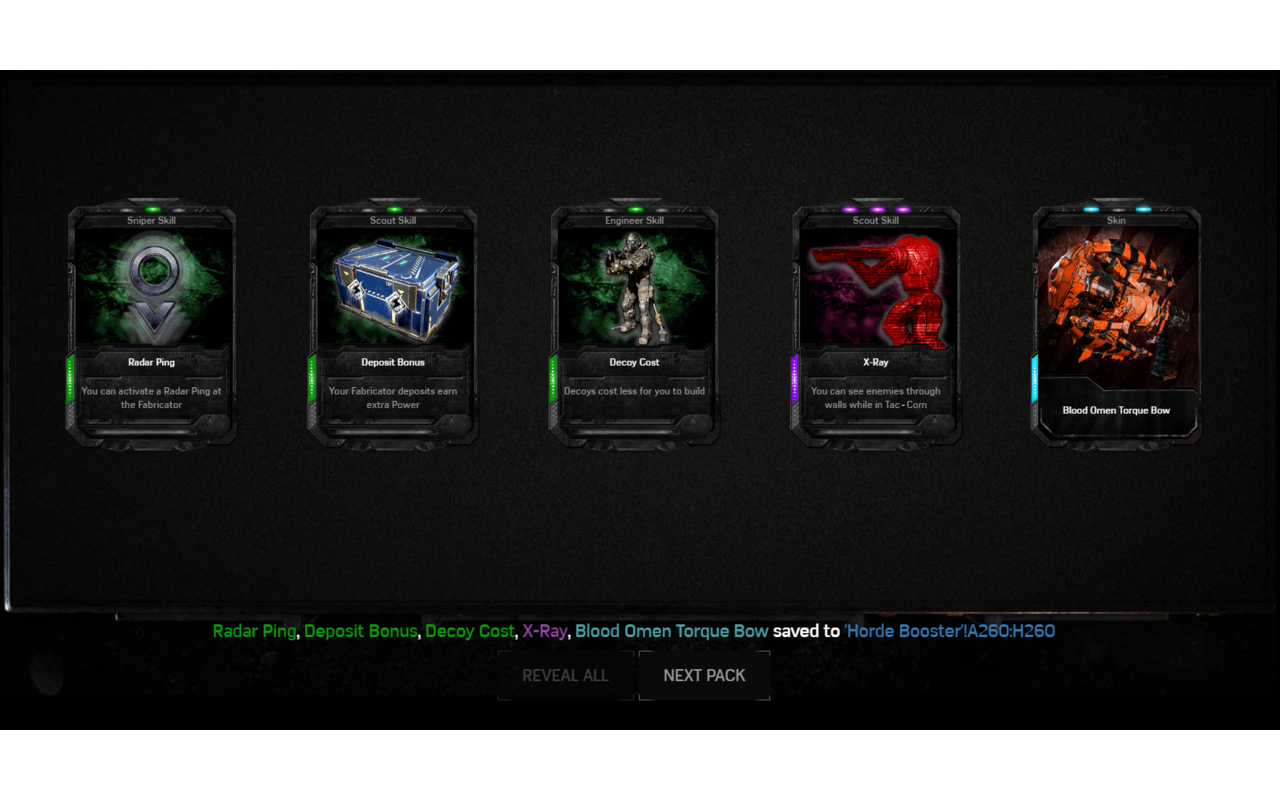 Sniper Skill
Radar Ping
You can activate a Radar Ping at
the Fabricator
Scout Skill
Deposit Bonus
Your Fabricator deposits earn
extra Power
Engineer Skill
Decoy Cost
Decoys cost less for you to build
Scout Skill
X-Ray
You can see enemies through
walls while in Tac-Com
Skin
Blood Omen Torque Bow
Radar Ping, Deposit Bonus, Decoy Cost, X-Ray, Blood Omen Torque Bow saved to 'Horde Booster'!A260:H260
REVEAL ALL
NEXT PACK